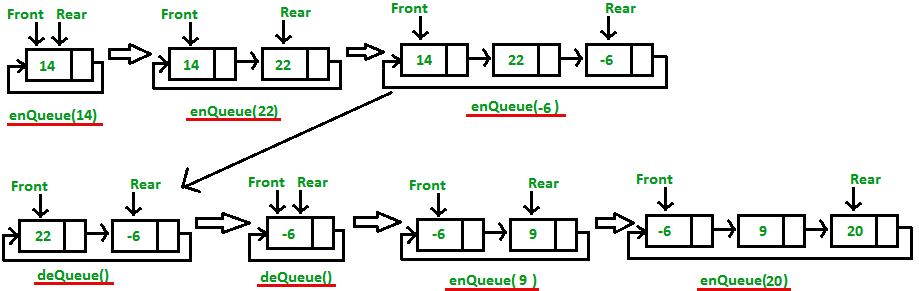 Front Rear Front Rear Front Rear
14 14 22 14 22 -6
enQueue(14) enQueue(22) enQueue(-6 )
Front Rear Front Rear Front Rear Front Rear
22 -6 -6 -6 9 -6 9 20
deQueue() deQueue() enQueue( 9 ) enQueue(20)